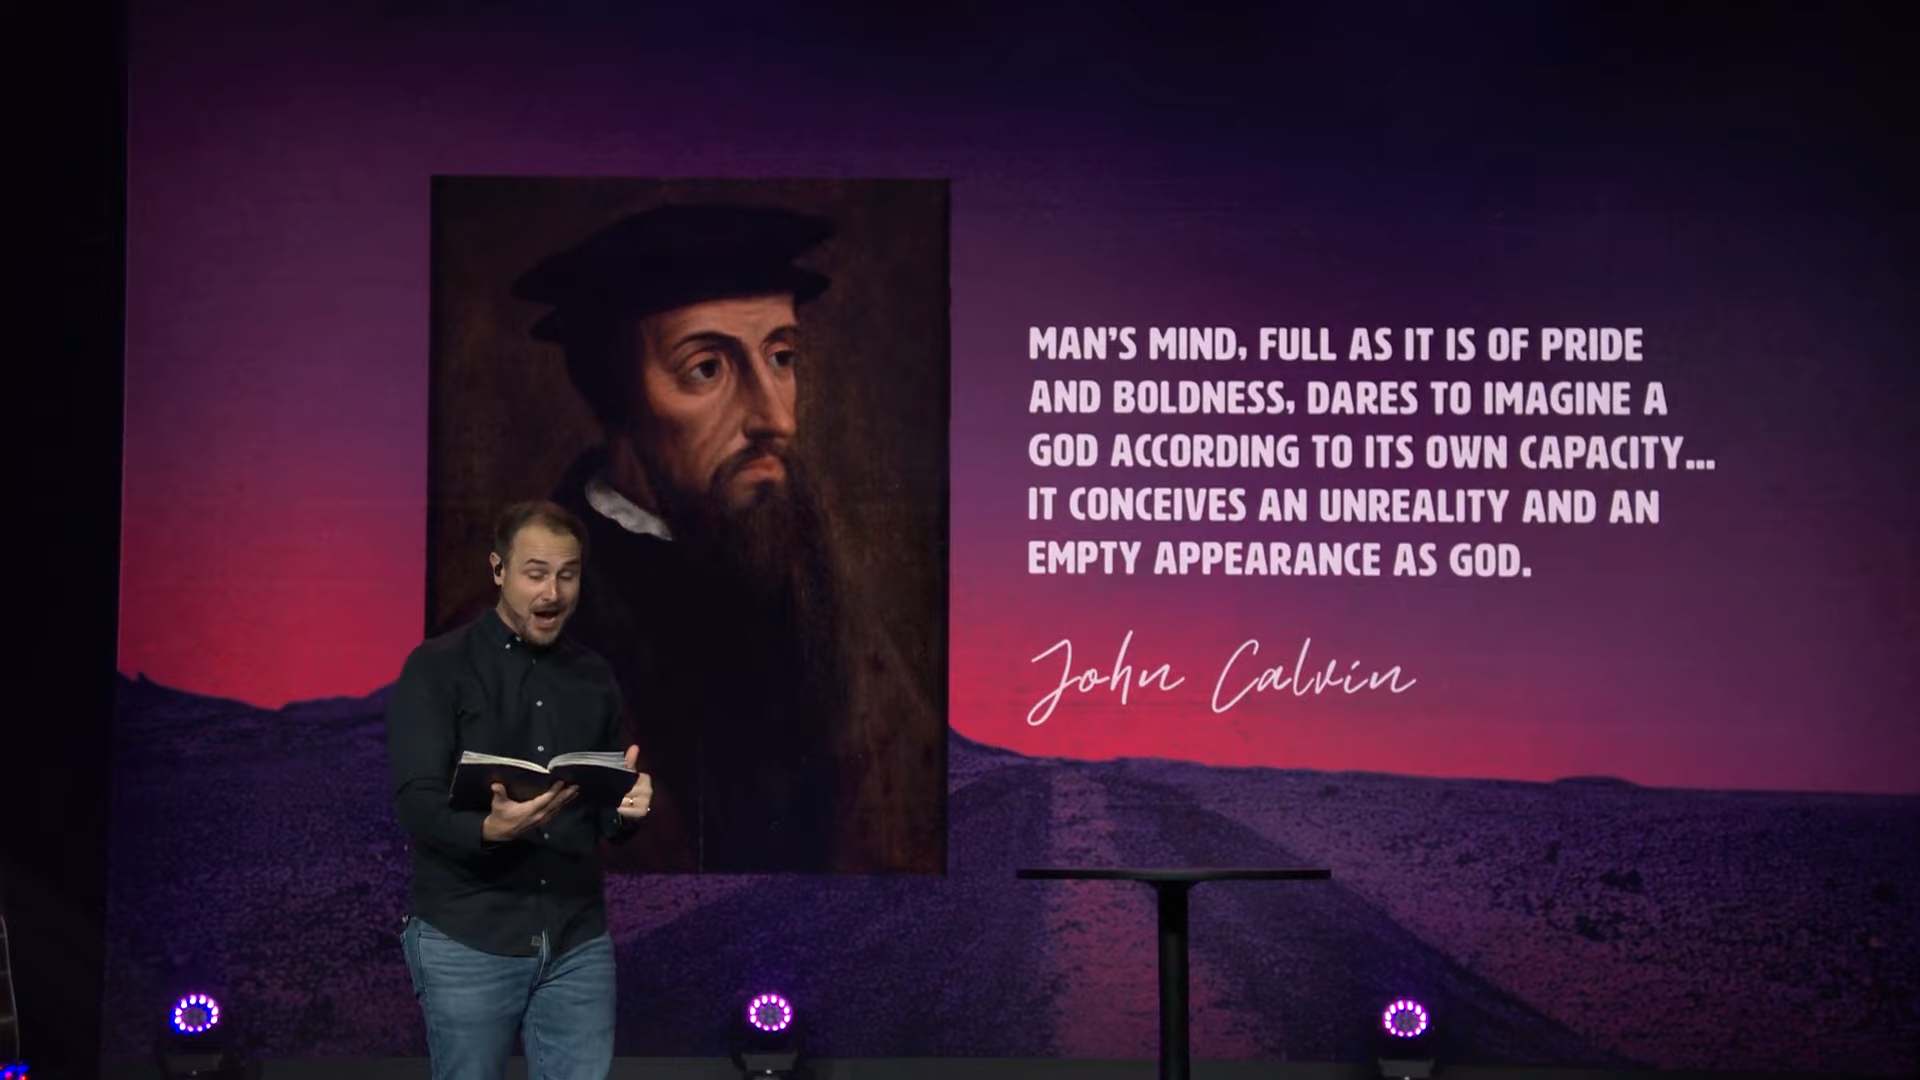 MAN'S MIND, FULL AS IT IS OF PRIDE
AND BOLDNESS, DARES TO IMAGINE A
GOD ACCORDING TO ITS OWN CAPACITY...
IT CONCEIVES AN UNREALITY AND AN
EMPTY APPEARANCE AS GOD.
John Calvin